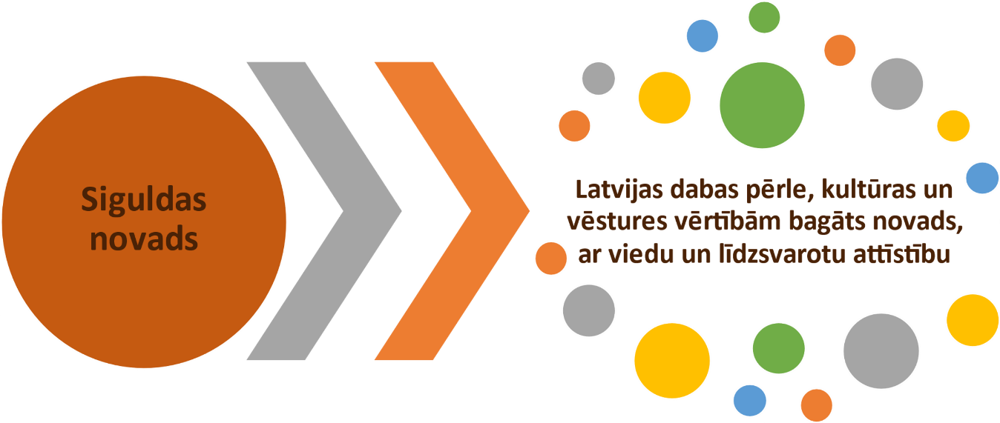 Siguldas
novads
Latvijas dabas pērle, kultūras un
vēstures vērtībām bagāts novads,
ar viedu un līdzsvarotu attīstību